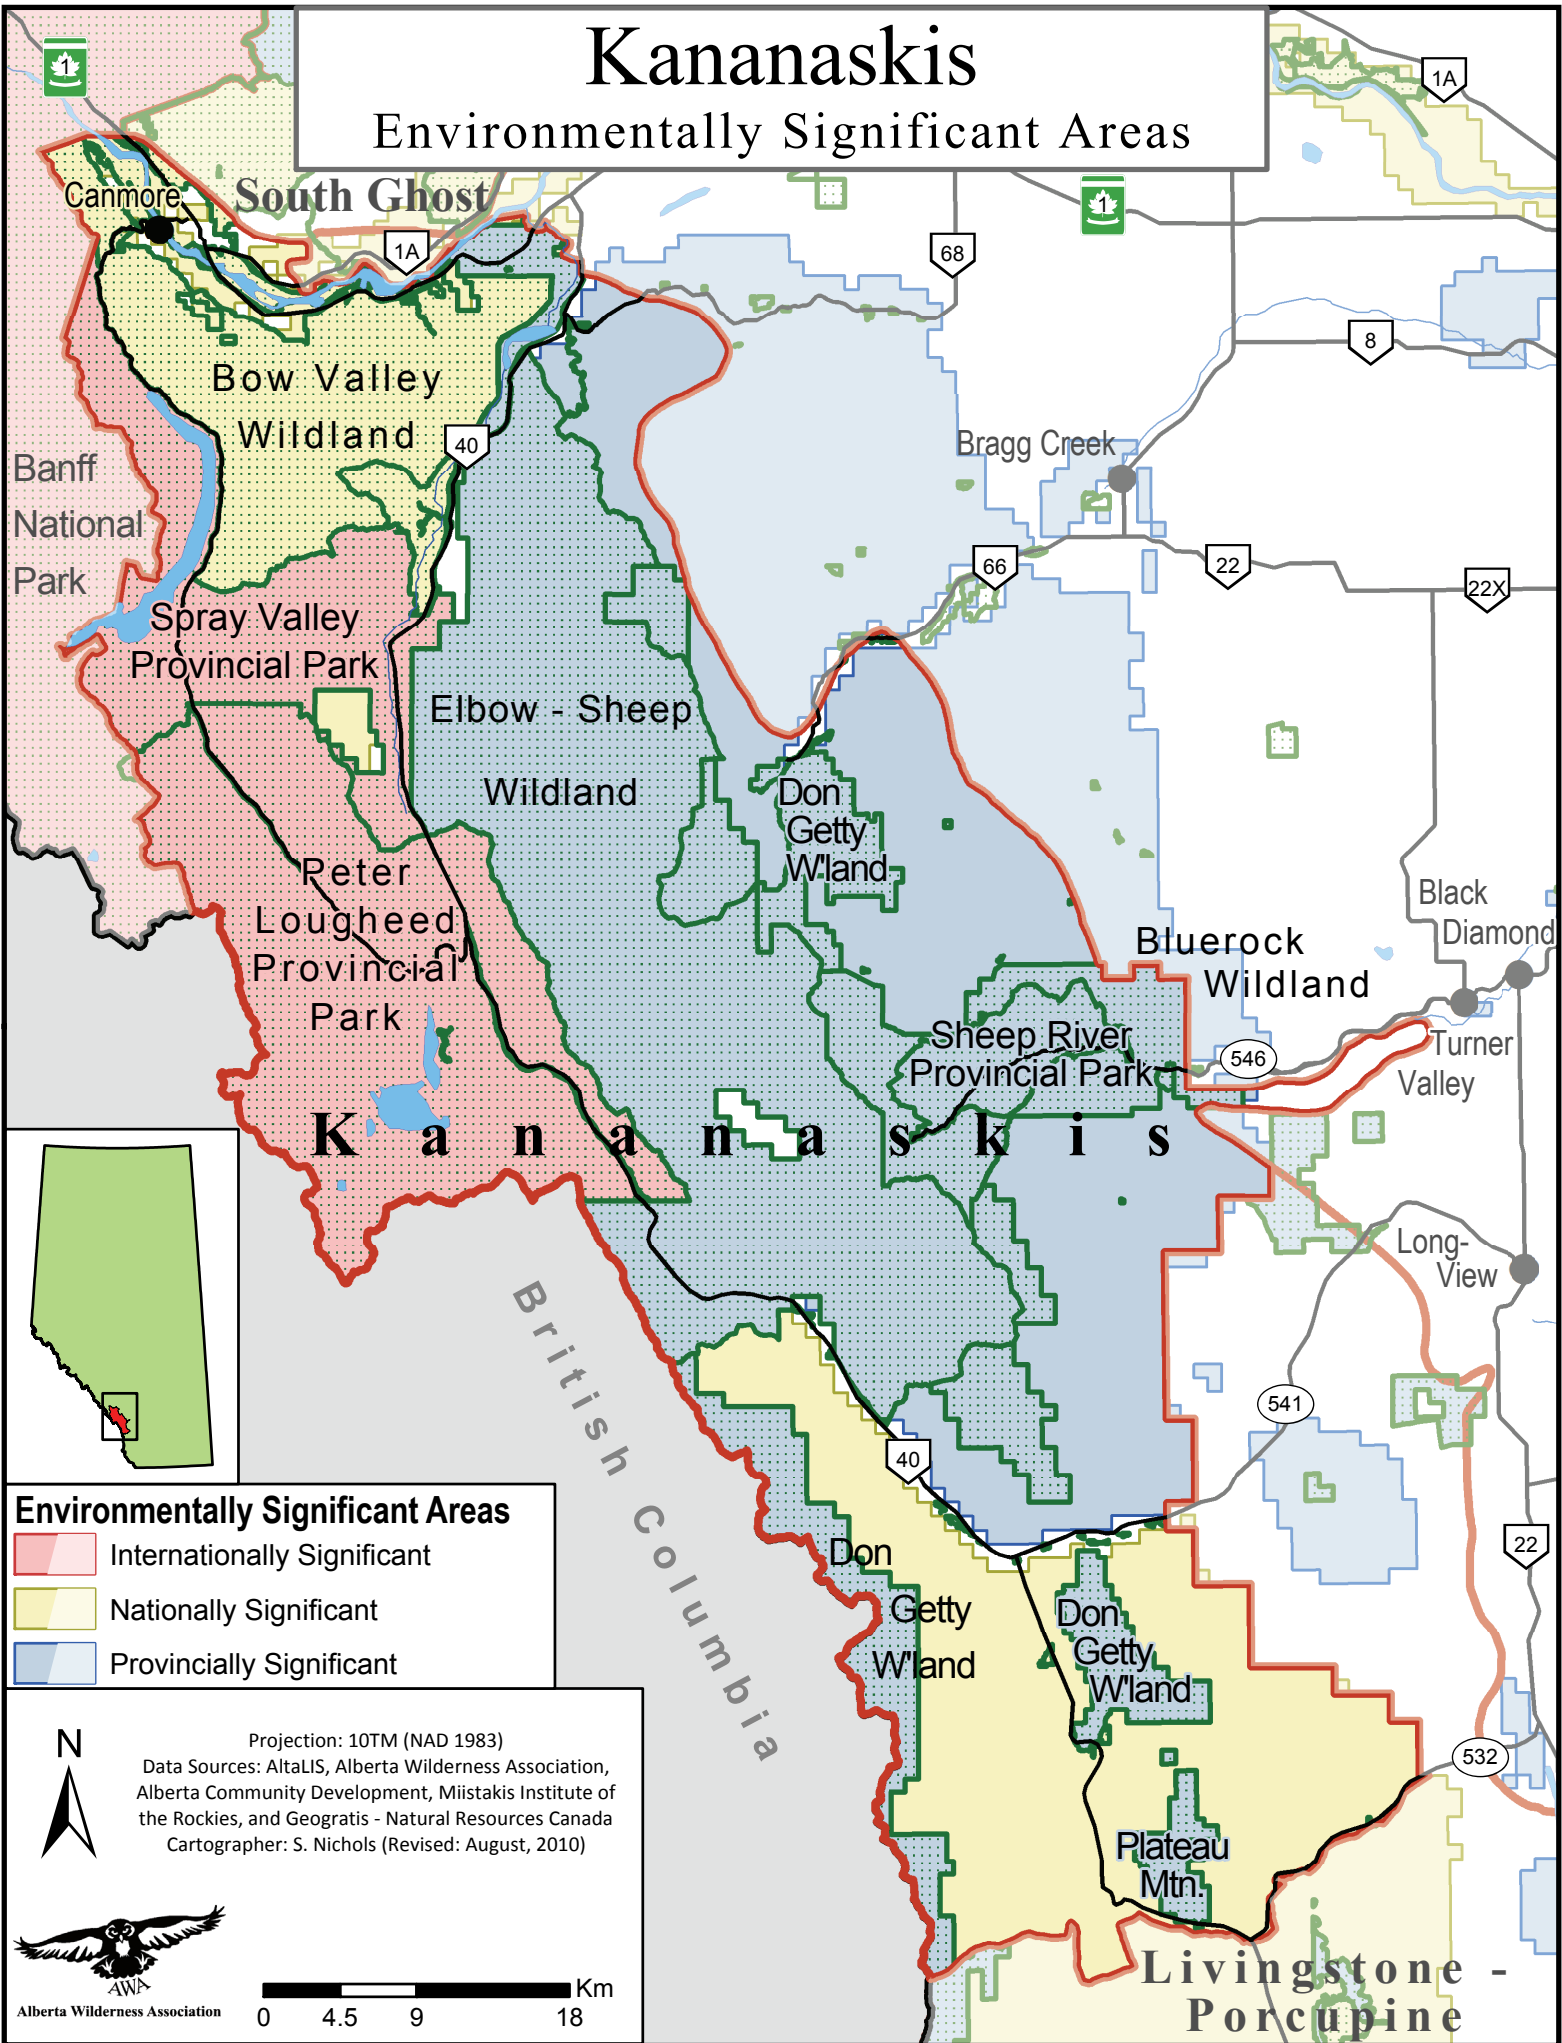 Kananaskis
Environmentally Significant Areas
1
1A
Canmore
South Ghost
1A
1
68
8
Bow Valley
Wildland
40
Bragg Creek
Banff
National
Park
66
22
22X
Spray Valley
Provincial Park
Elbow - Sheep
Wildland
Don
Getty
W'land
Peter
Lougheed
Provincial
Park
Black
Diamond
Bluerock
Wildland
Sheep River
Provincial Park
546
Turner
Valley
Kananaskis
Long-
View
British Columbia
541
40
22
Don
Getty
W'land
Don
Getty
W'land
532
Plateau
Mtn.
Livingstone -
Porcupine
Environmentally Significant Areas
Internationally Significant
Nationally Significant
Provincially Significant
N
Projection: 10TM (NAD 1983)
Data Sources: AltaLIS, Alberta Wilderness Association,
Alberta Community Development, Miistakis Institute of
the Rockies, and Geogratis - Natural Resources Canada
Cartographer: S. Nichols (Revised: August, 2010)
AWA
Alberta Wilderness Association
Km
0 4.5 9 18